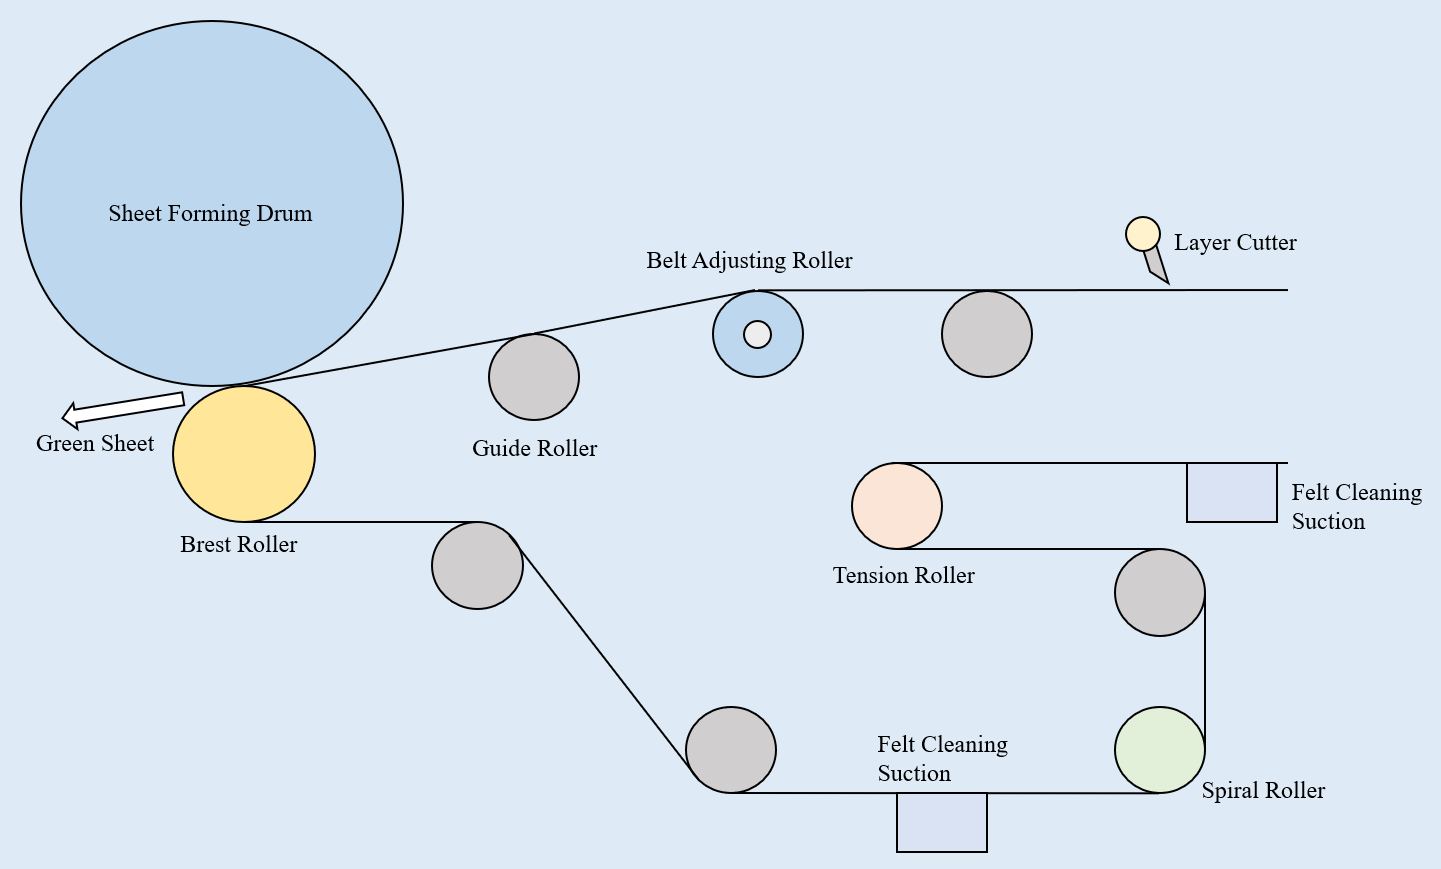 Sheet Forming Drum
Layer Cutter
Belt Adjusting Roller
Green Sheet
Guide Roller
Felt Cleaning
Suction
Brest Roller
Tension Roller
Felt Cleaning
Suction
Spiral Roller